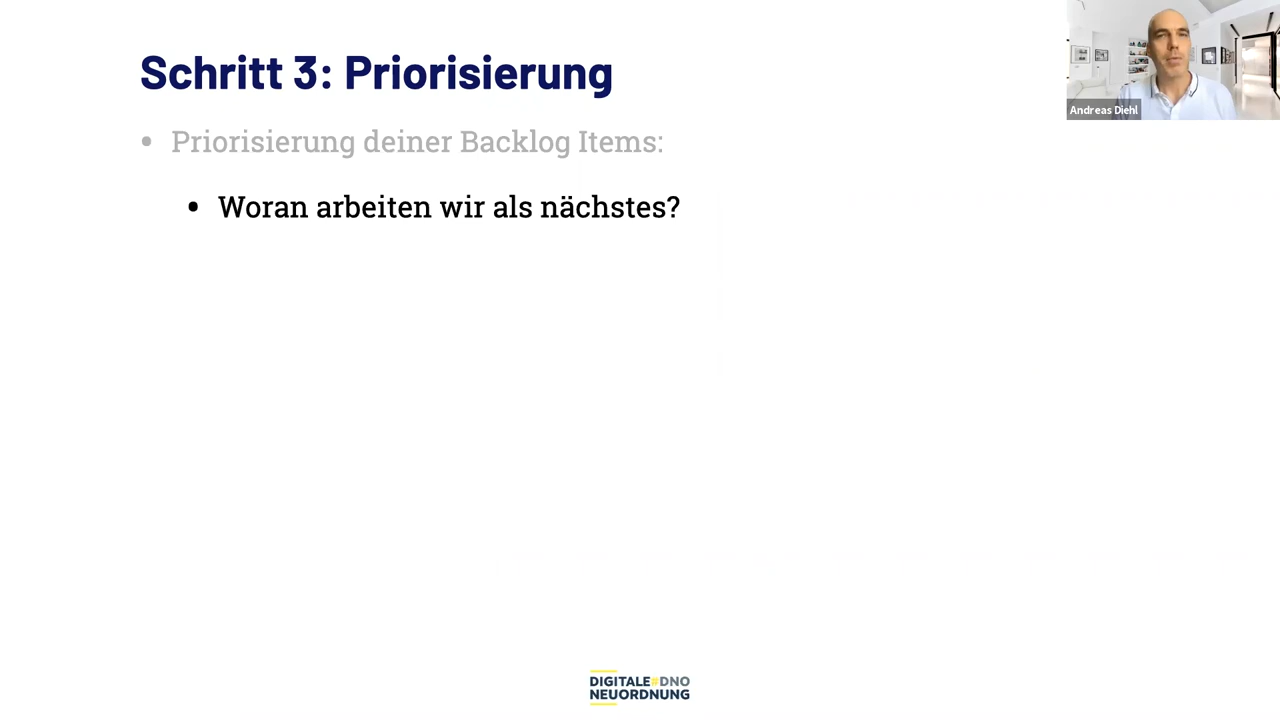 Schritt 3: Priorisierung
Andreas Diehl
• Priorisierung deiner Backlog Items:
• Woran arbeiten wir als nächstes?
DIGITALE#DNO
NEUORDNUNG